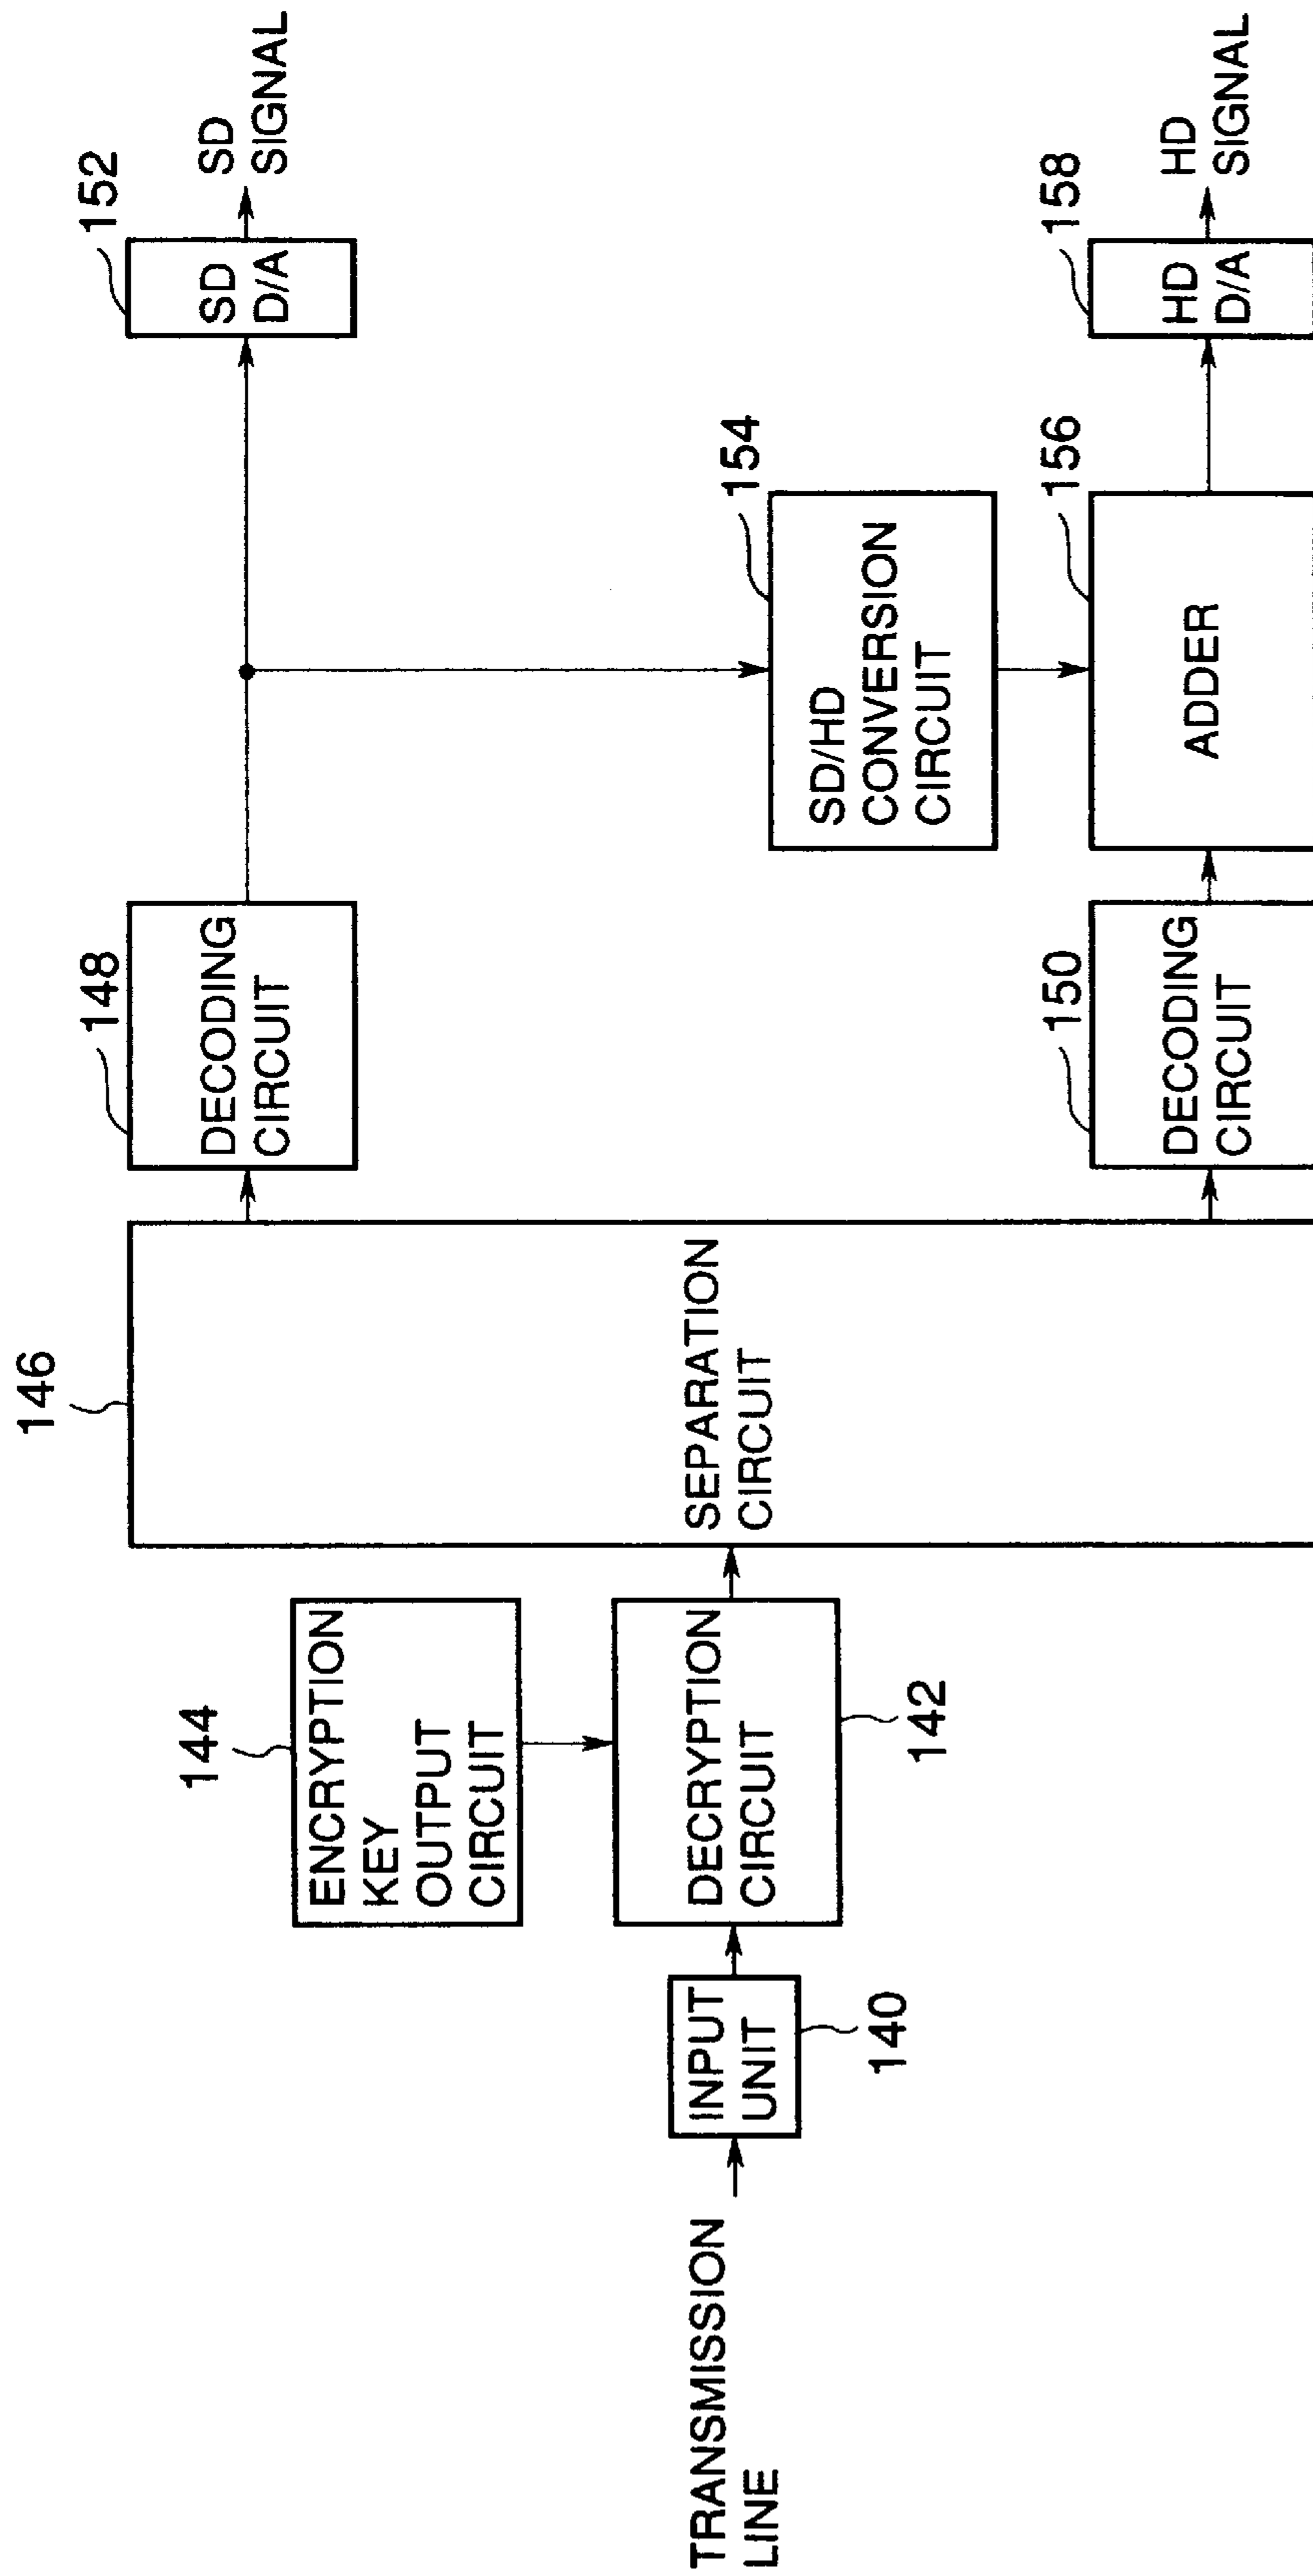 TRANSMISSION
LINE
INPUT
UNIT
140
144
ENCRYPTION
KEY
OUTPUT
CIRCUIT
DECRYPTION
CIRCUIT
142
146
SEPARATION
CIRCUIT
148
DECODING
CIRCUIT
150
DECODING
CIRCUIT
154
SD/HD
CONVERSION
CIRCUIT
156
ADDER
152
SD
D/A
SD
SIGNAL
158
HD
D/A
HD
SIGNAL